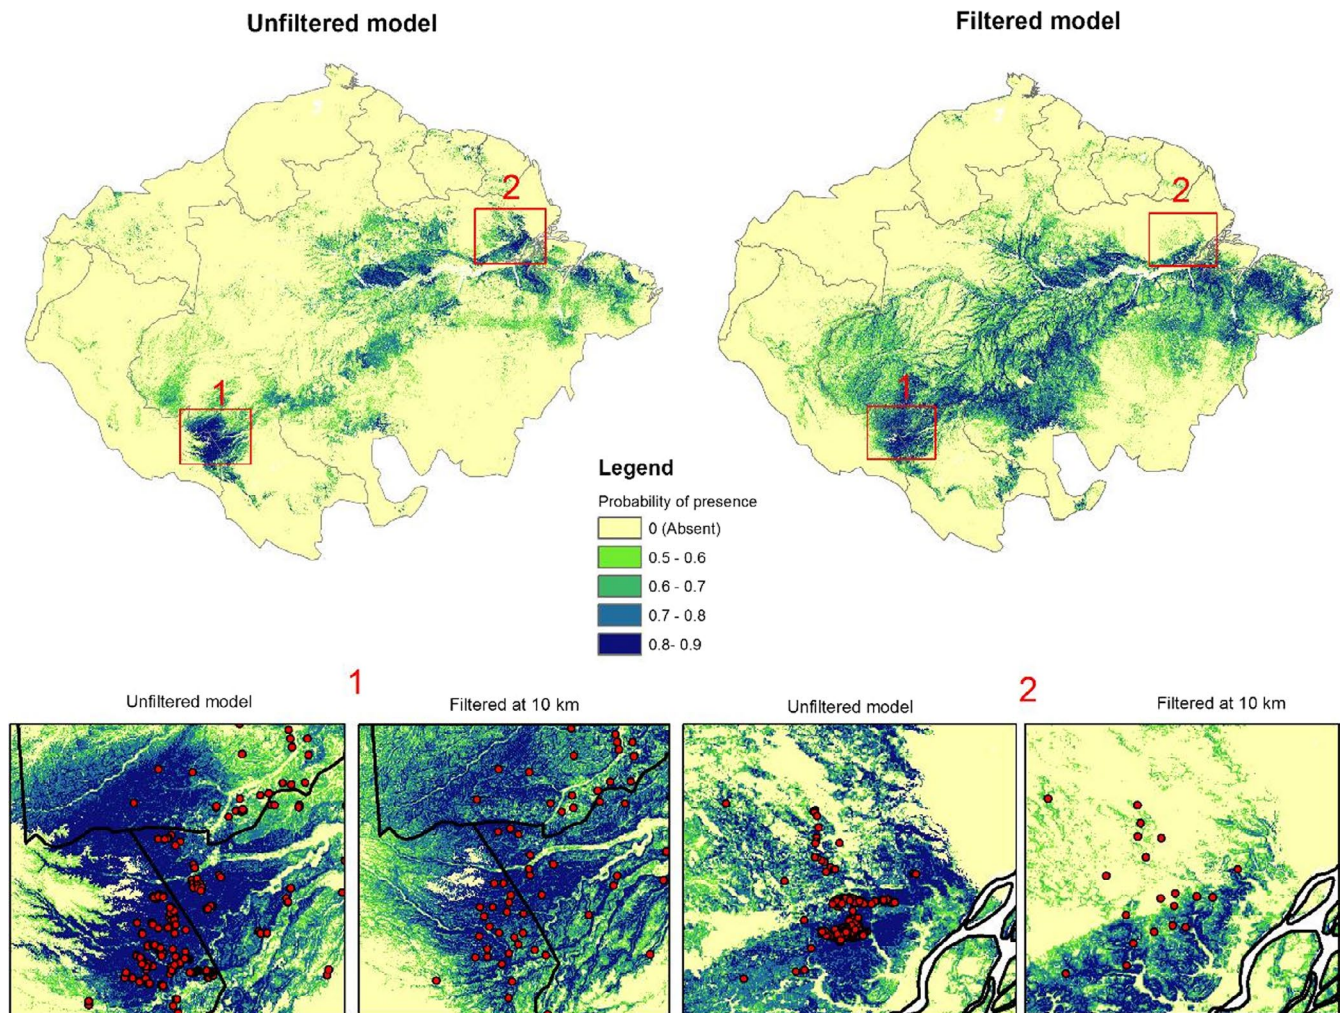 Unfiltered model
Filtered model
2
2
1
1
Legend
Probability of presence
0 (Absent)
0.5 - 0.6
0.6 - 0.7
0.7 - 0.8
0.8- 0.9
1
2
Unfiltered model
Filtered at 10 km
Unfiltered model
Filtered at 10 km